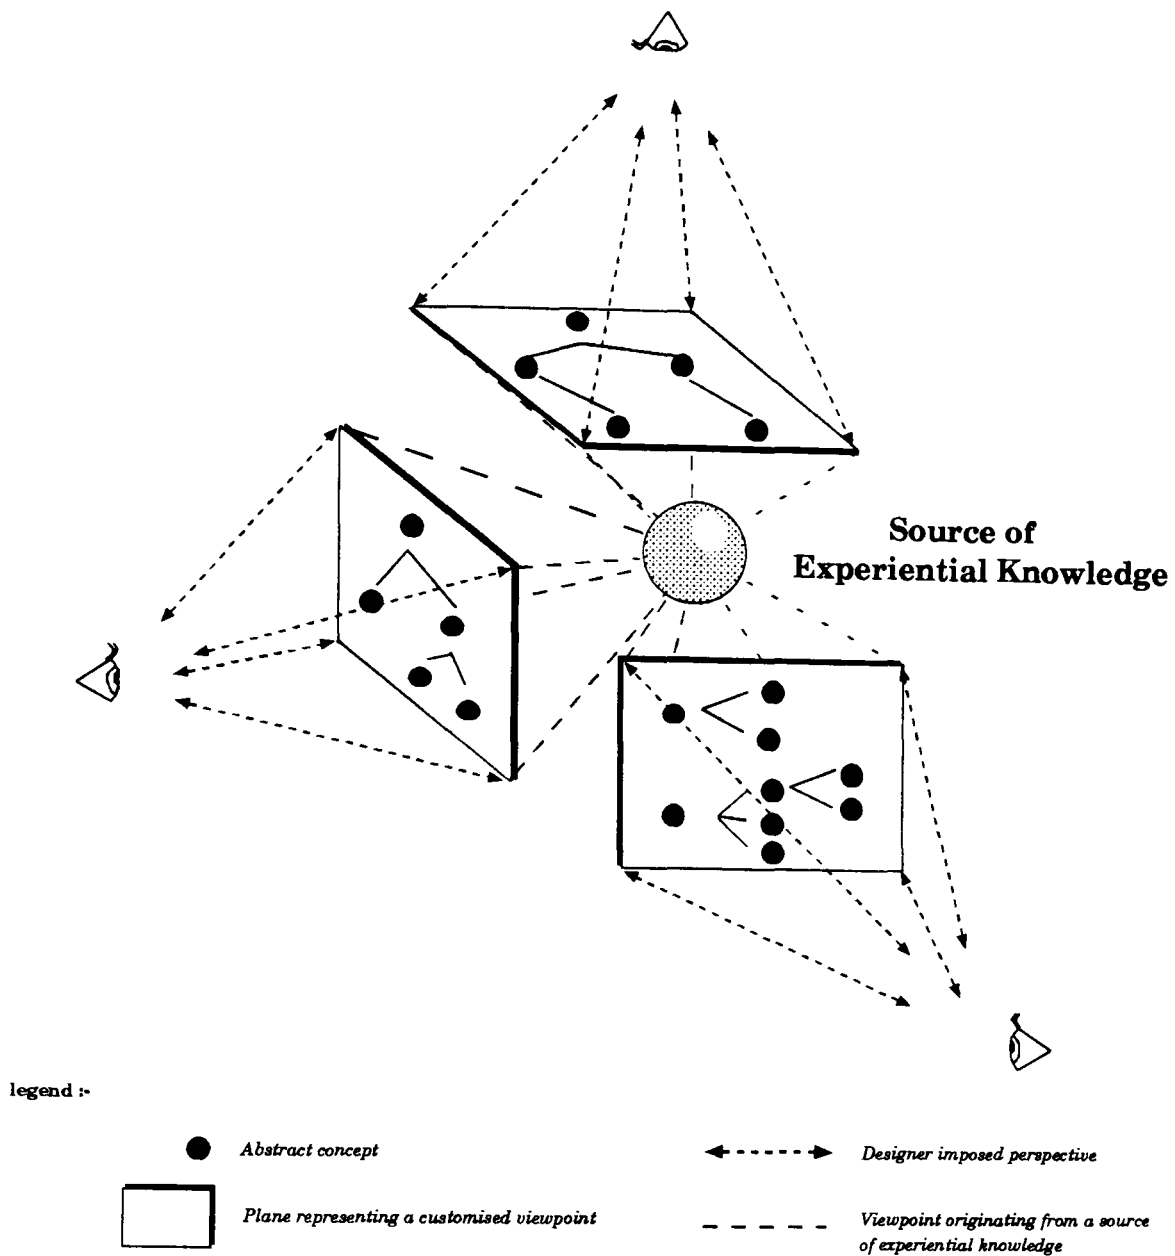 Source of
Experiential Knowledge
legend :-
Abstract concept
Designer imposed perspective
Plane representing a customised viewpoint
Viewpoint originating from a source
of experiential knowledge